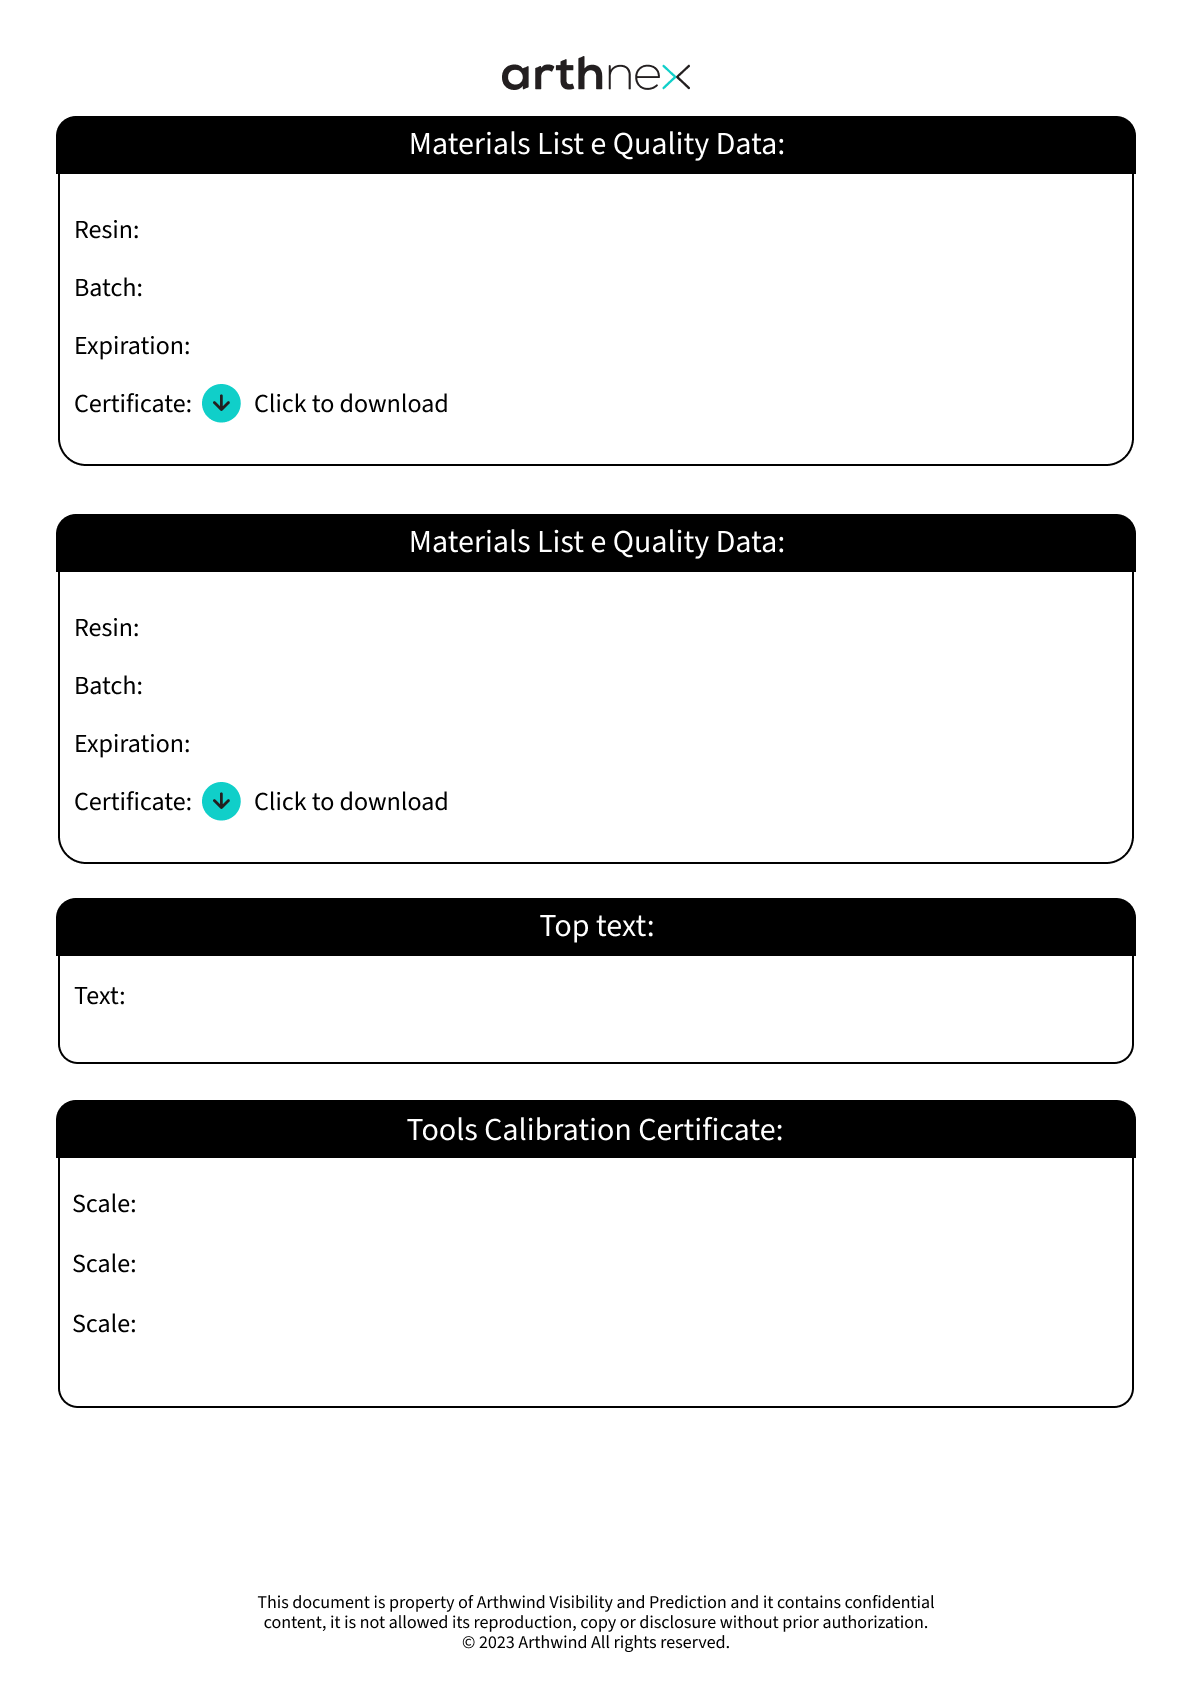 arthnex
Materials List e Quality Data:
Resin:
Batch:
Expiration:
Certificate: Click to download
Materials List e Quality Data:
Resin:
Batch:
Expiration:
Certificate: Click to download
Top text:
Text:
Tools Calibration Certificate:
Scale:
Scale:
Scale:
This document is property of Arthwind Visibility and Prediction and it contains confidential
content, it is not allowed its reproduction, copy or disclosure without prior authorization.
© 2023 Arthwind All rights reserved.